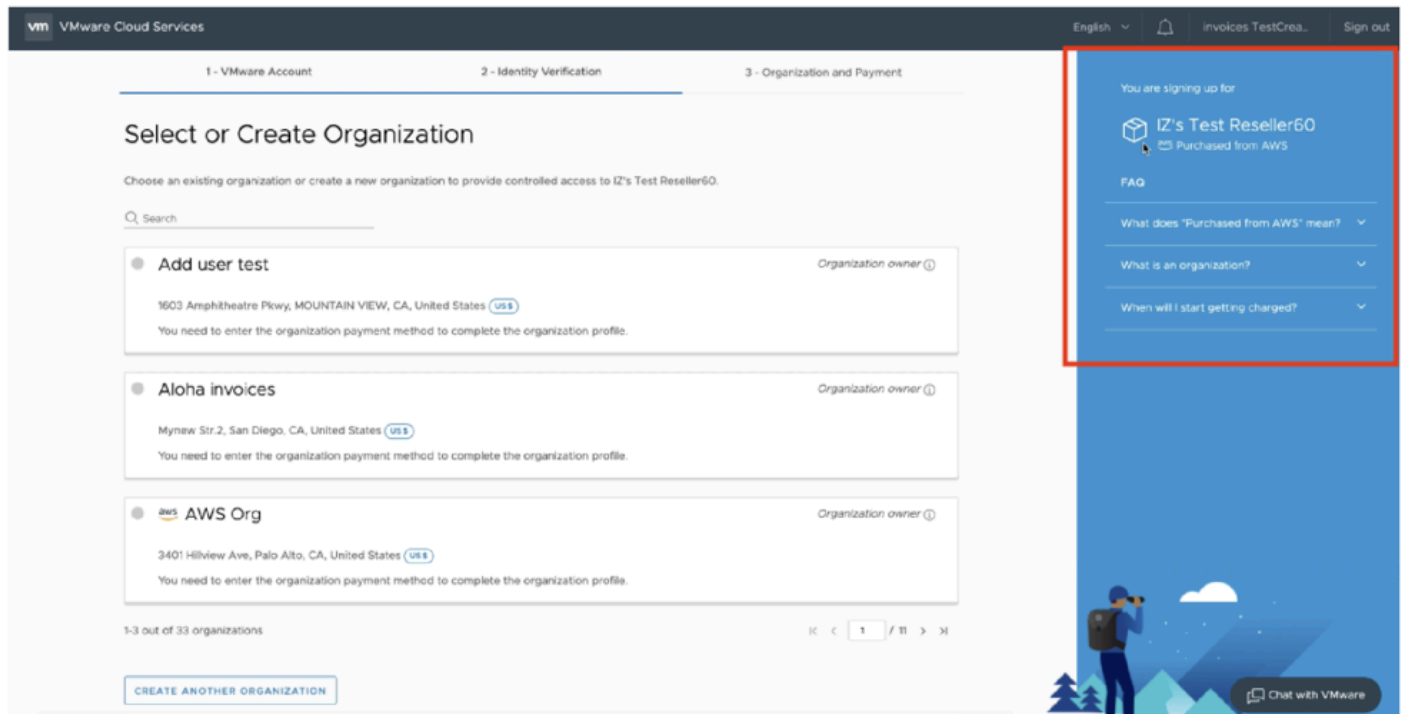 vm VMware Cloud Services English invoices TestCrea.. Sign out
1 - VMware Account 2 - Identity Verification 3 - Organization and Payment
Select or Create Organization
Choose an existing organization or create a new organization to provide controlled access to IZ's Test Reseller60.
Search
Add user test Organization owner
1603 Amphitheatre Pkwy, MOUNTAIN VIEW, CA, United States US $
You need to enter the organization payment method to complete the organization profile.
Aloha invoices Organization owner
Mynew Str.2, San Diego, CA, United States US $
You need to enter the organization payment method to complete the organization profile.
aws AWS Org Organization owner
3401 Hillview Ave, Palo Alto, CA, United States US $
You need to enter the organization payment method to complete the organization profile.
1-3 out of 33 organizations 1 / 11
CREATE ANOTHER ORGANIZATION
You are signing up for
IZ's Test Reseller60
Purchased from AWS
FAQ
What does "Purchased from AWS" mean?
What is an organization?
When will I start getting charged?
Chat with VMware